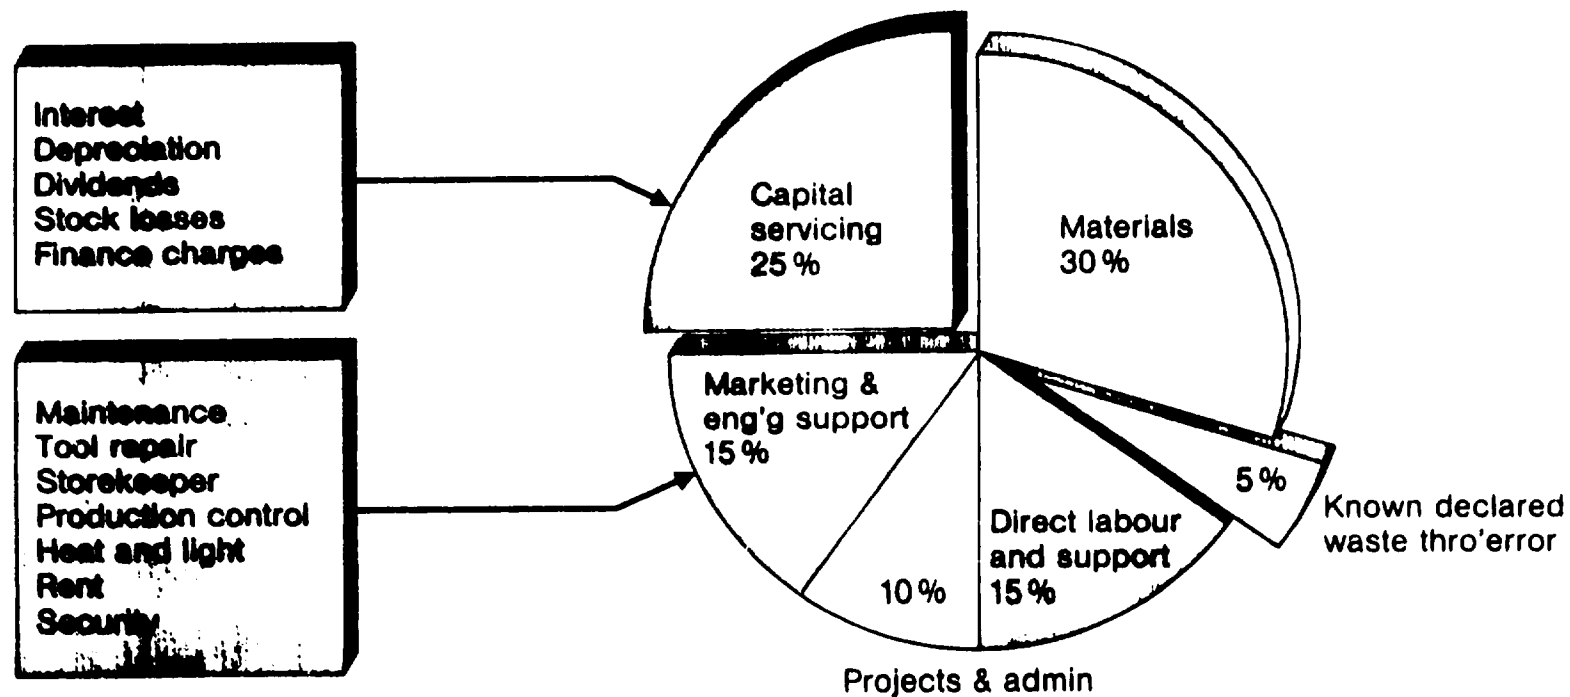 Interest
Depreciation
Dividends
Stock losses
Finance charges
Maintenance
Tool repair
Storekeeper
Production control
Heat and light
Rent
Security
Capital
servicing
25%
Materials
30%
Marketing &
eng'g support
15%
10%
Projects & admin
Direct labour
and support
15%
5%
Known declared
waste thro'error